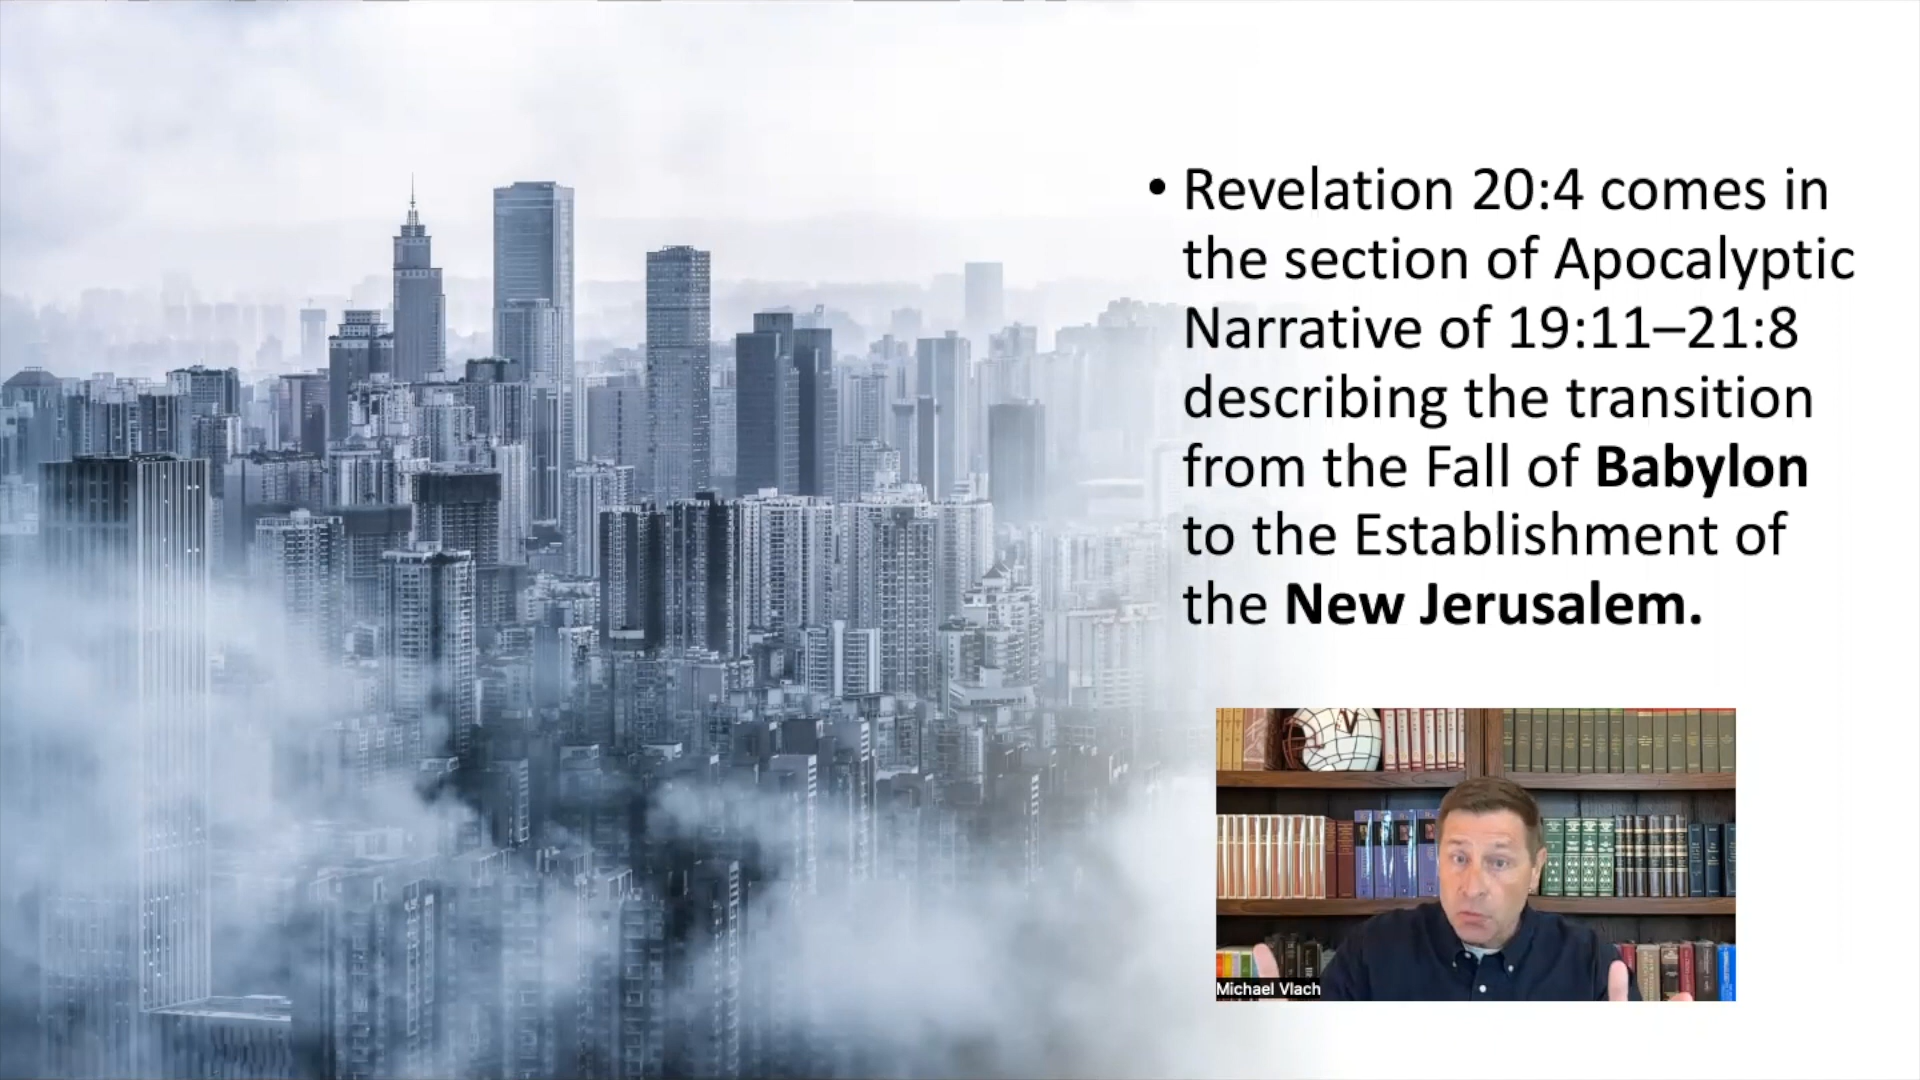 • Revelation 20:4 comes in
the section of Apocalyptic
Narrative of 19:11–21:8
describing the transition
from the Fall of Babylon
to the Establishment of
the New Jerusalem.
Michael Vlach